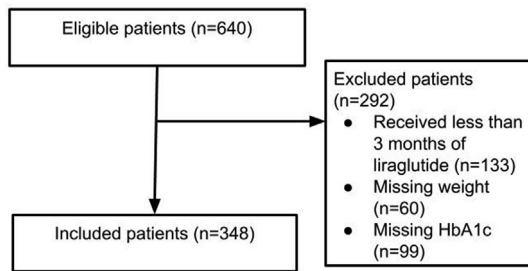 Eligible patients (n=640)
Excluded patients
(n=292)
● Received less than
3 months of
liraglutide (n=133)
● Missing weight
(n=60)
● Missing HbA1c
(n=99)
Included patients (n=348)